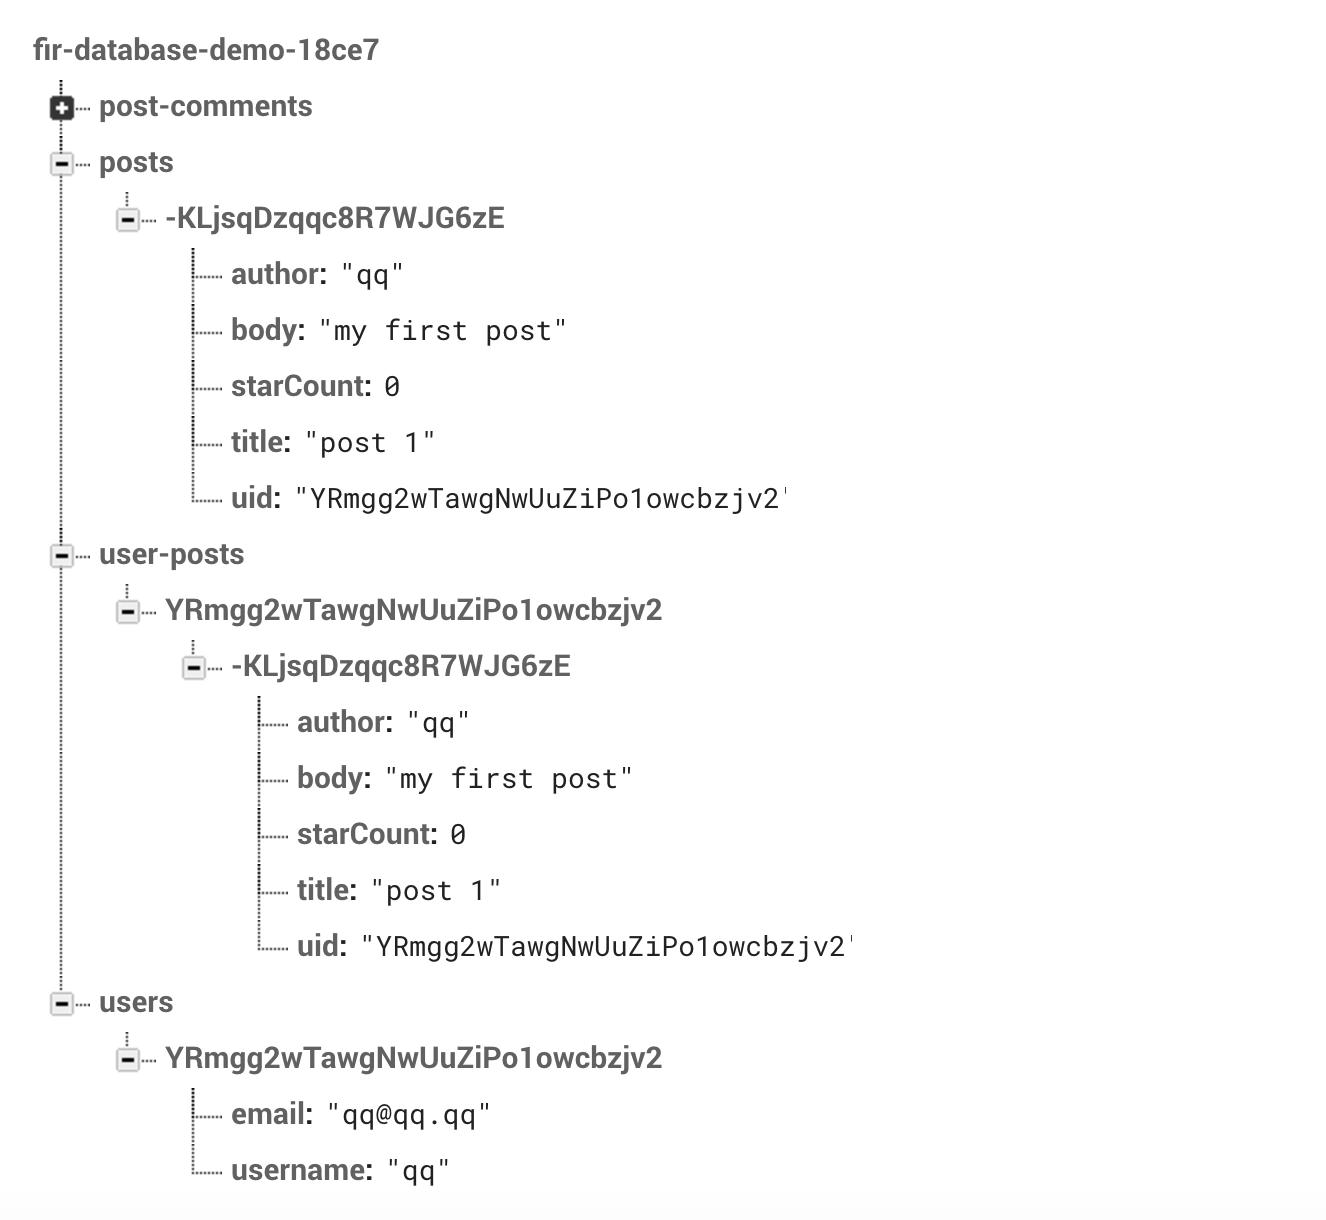 fir-database-demo-18ce7
post-comments
posts
-KLjsqDzqqc8R7WJG6zE
author: "qq"
body: "my first post"
starCount: 0
title: "post 1"
uid: "YRmgg2wTawgNwUuZiPo1owcbzjv2'
user-posts
YRmgg2wTawgNwUuZiPo1owcbzjv2
-KLjsqDzqqc8R7WJG6zE
author: "qq"
body: "my first post"
starCount: 0
title: "post 1"
uid: "YRmgg2wTawgNwUuZiPo1owcbzjv2'
users
YRmgg2wTawgNwUuZiPo1owcbzjv2
email: "qq@qq.qq"
username: "qq"